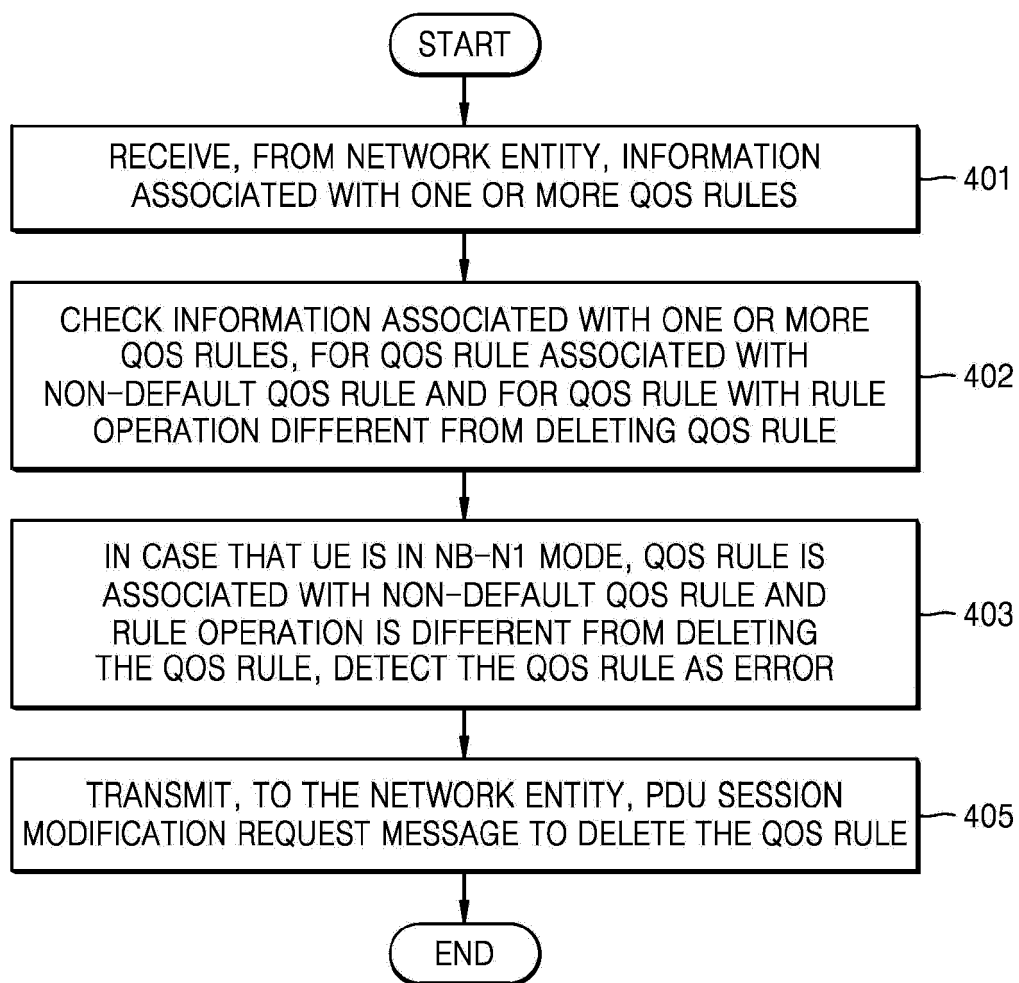 START
RECEIVE, FROM NETWORK ENTITY, INFORMATION
ASSOCIATED WITH ONE OR MORE QOS RULES
401
CHECK INFORMATION ASSOCIATED WITH ONE OR MORE
QOS RULES, FOR QOS RULE ASSOCIATED WITH
NON-DEFAULT QOS RULE AND FOR QOS RULE WITH RULE
OPERATION DIFFERENT FROM DELETING QOS RULE
402
IN CASE THAT UE IS IN NB-N1 MODE, QOS RULE IS
ASSOCIATED WITH NON-DEFAULT QOS RULE AND
RULE OPERATION IS DIFFERENT FROM DELETING
THE QOS RULE, DETECT THE QOS RULE AS ERROR
403
TRANSMIT, TO THE NETWORK ENTITY, PDU SESSION
MODIFICATION REQUEST MESSAGE TO DELETE THE QOS RULE
405
END